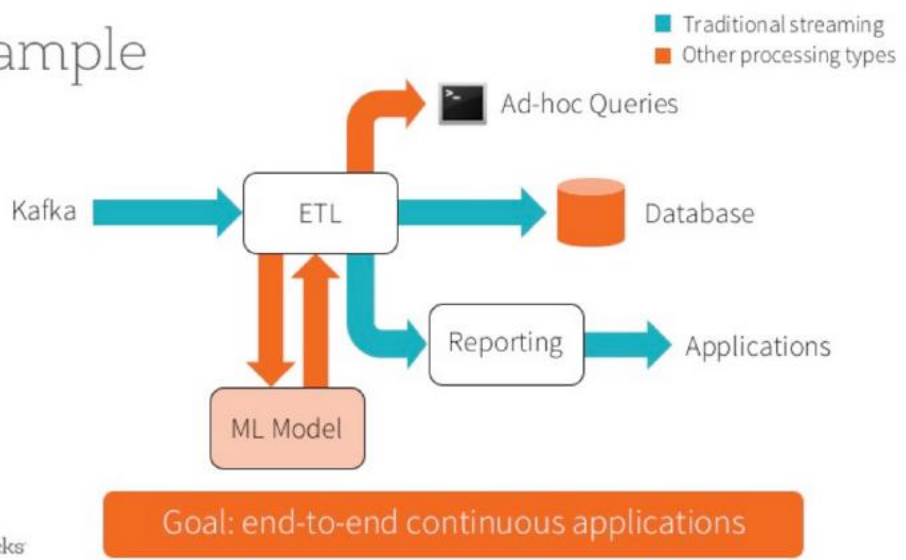 ample
Traditional streaming
Other processing types
Ad-hoc Queries
Kafka
ETL
Database
Reporting
Applications
ML Model
Goal: end-to-end continuous applications
cks